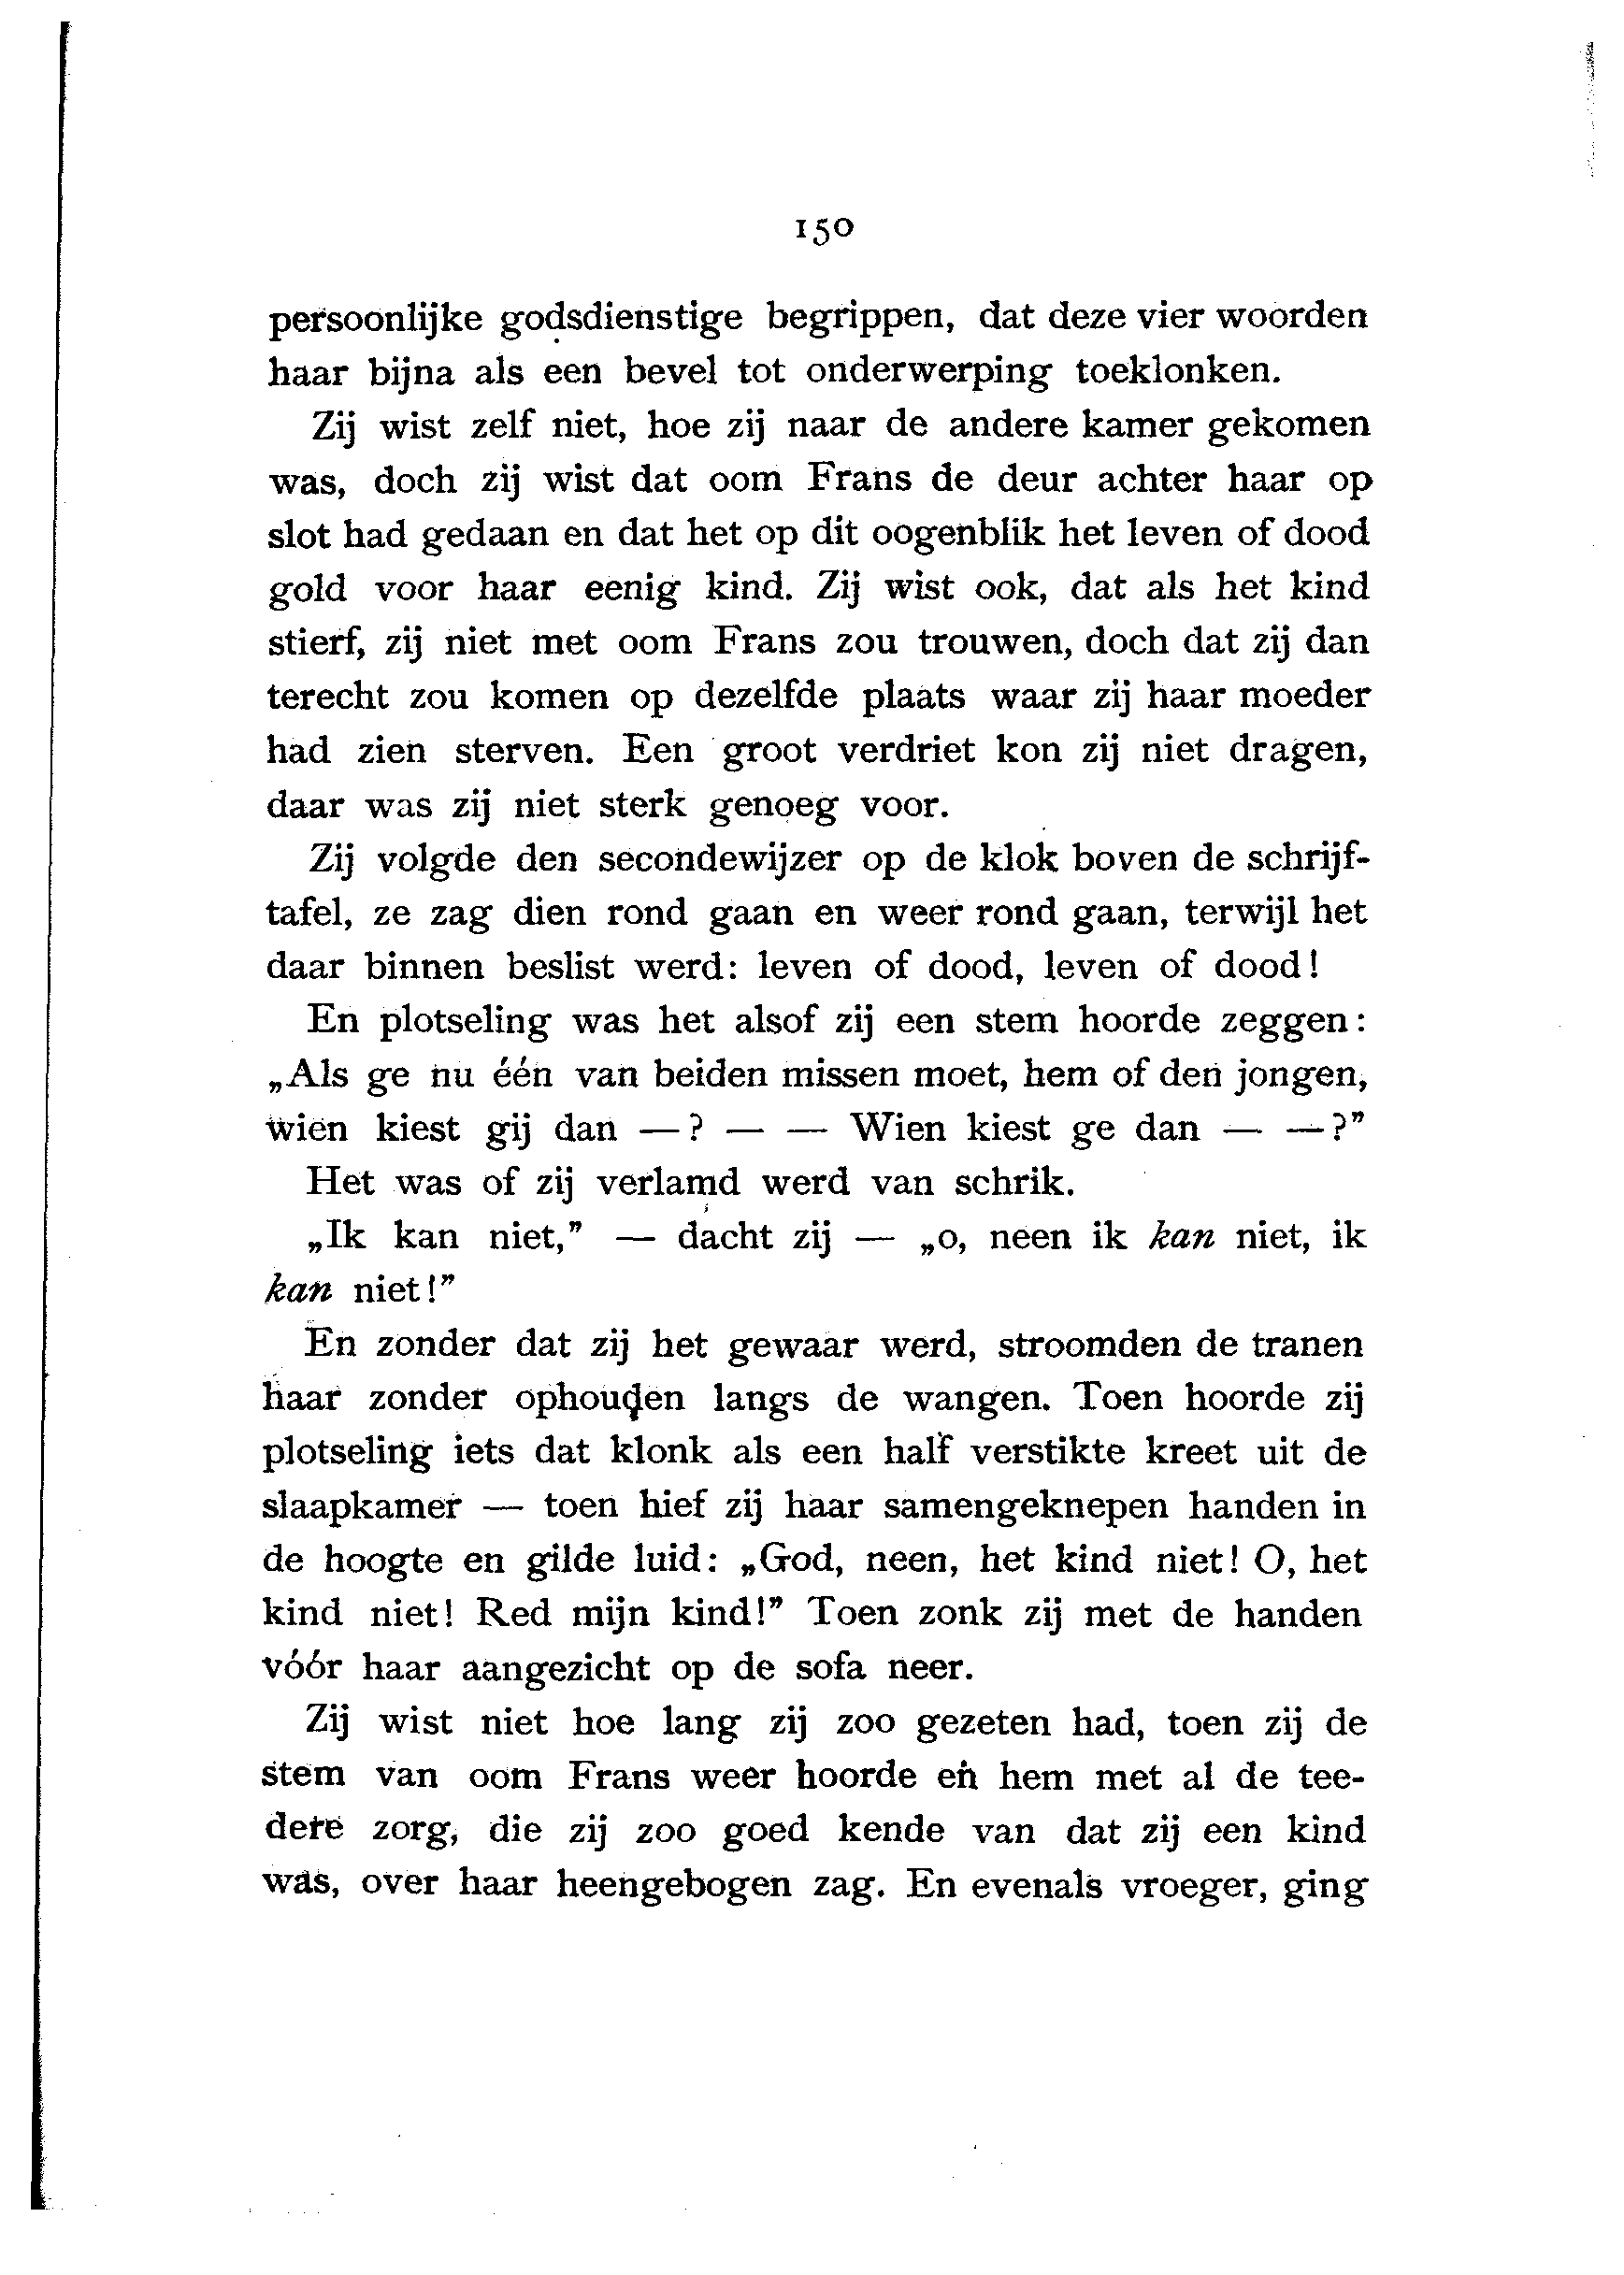 150
persoonlijke godsdienstige begrippen, dat deze vier woorden
haar bijna als een bevel tot onderwerping toeklonken.
Zij wist zelf niet, hoe zij naar de andere kamer gekomen
was, doch zij wist dat oom Frans de deur achter haar op
slot had gedaan en dat het op dit oogenblik het leven of dood
gold voor haar eenig kind. Zij wist ook, dat als het kind
stierf, zij niet met oom Frans zou trouwen, doch dat zij dan
terecht zou komen op dezelfde plaats waar zij haar moeder
had zien sterven. Een groot verdriet kon zij niet dragen,
daar was zij niet sterk genoeg voor.
Zij volgde den secondewijzer op de klok boven de schrijf-
tafel, ze zag dien rond gaan en weer rond gaan, terwijl het
daar binnen beslist werd: leven of dood, leven of dood!
En plotseling was het alsof zij een stem hoorde zeggen:
„Als ge nu één van beiden missen moet, hem of den jongen,
wien kiest gij dan —? — — Wien kiest ge dan — —?”
Het was of zij verlamd werd van schrik.
„Ik kan niet,” — dacht zij — „o, neen ik kan niet, ik
kan niet!”
En zonder dat zij het gewaar werd, stroomden de tranen
haar zonder ophouden langs de wangen. Toen hoorde zij
plotseling iets dat klonk als een half verstikte kreet uit de
slaapkamer — toen hief zij haar samengeknepen handen in
de hoogte en gilde luid: „God, neen, het kind niet! O, het
kind niet! Red mijn kind!” Toen zonk zij met de handen
vóór haar aangezicht op de sofa neer.
Zij wist niet hoe lang zij zoo gezeten had, toen zij de
stem van oom Frans weer hoorde en hem met al de tee-
dere zorg, die zij zoo goed kende van dat zij een kind
was, over haar heengebogen zag. En evenals vroeger, ging